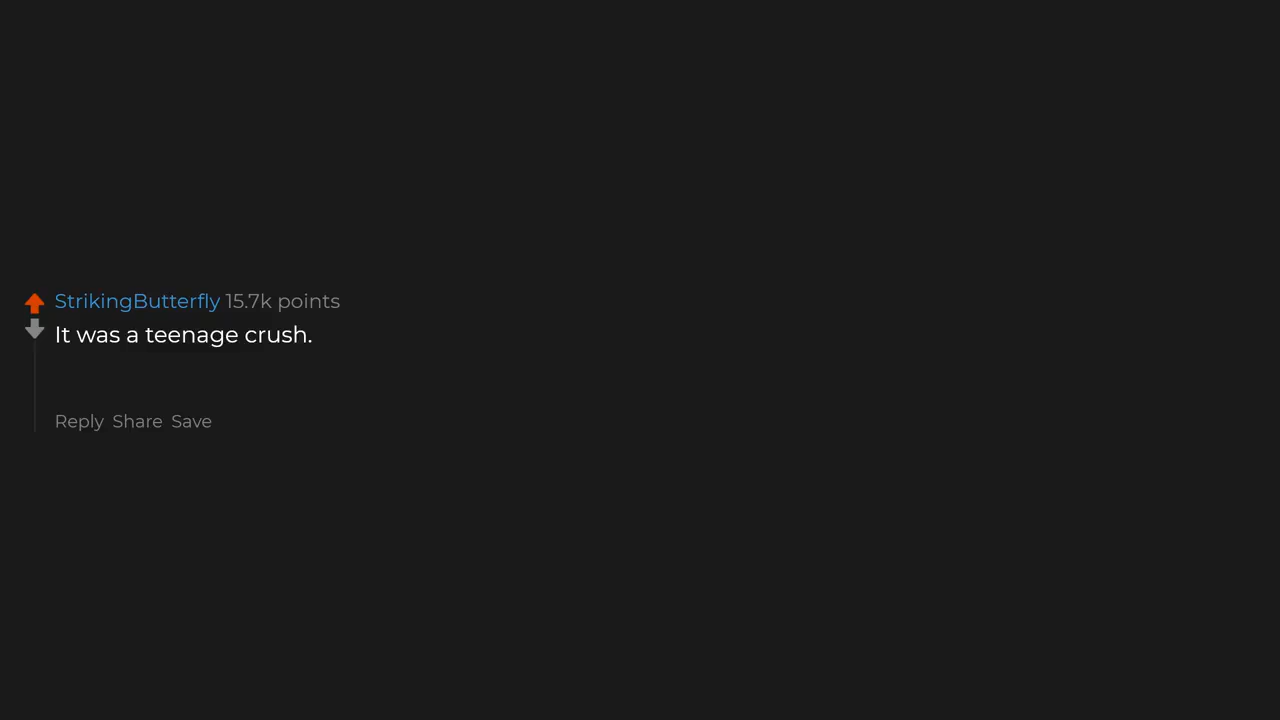 StrikingButterfly 15.7k points
It was a teenage crush.
Reply Share Save